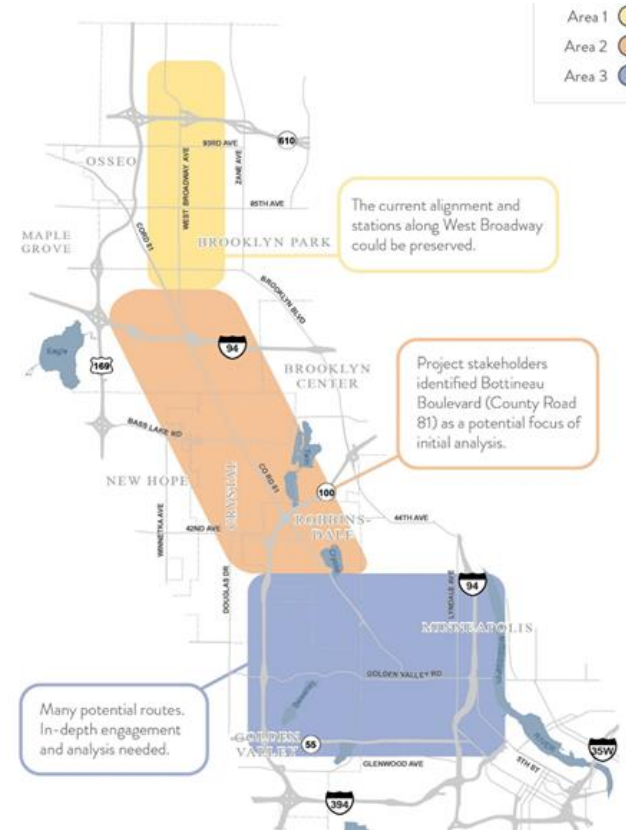 Area 1
Area 2
Area 3
610
93RD AVE
OSSEO
WEST BROADWAY AVE
ZANE AVE
85TH AVE
The current alignment and
stations along West Broadway
could be preserved.
MAPLE
GROVE
CORD 81
BROOKLYN PARK
BROOKLYN BLVD
Eagle
94
169
BROOKLYN
CENTER
Project stakeholders
identified Bottineau
Boulevard (County Road
81) as a potential focus of
initial analysis.
BASS LAKE RD
NEW HOPE
CRYSTAL
CO RD 81
100
WINNETKA AVE
42ND AVE
ROBBINS-
DALE
44TH AVE
DOUGLAS DR
LYNDALE AVE
94
MINNEAPOLIS
GOLDEN VALLEY RD
Many potential routes.
In-depth engagement
and analysis needed.
GOLDEN
VALLEY
55
GLENWOOD AVE
RIVER
5TH ST
35W
394